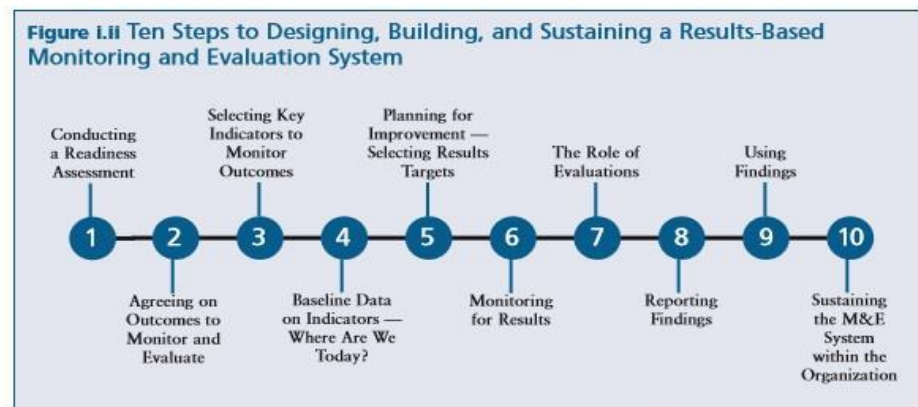 Figure i.ii Ten Steps to Designing, Building, and Sustaining a Results-Based
Monitoring and Evaluation System
Conducting
a Readiness
Assessment
1
Agreeing on
Outcomes to
Monitor and
Evaluate
2
Selecting Key
Indicators to
Monitor
Outcomes
3
Baseline Data
on Indicators —
Where Are We
Today?
4
Planning for
Improvement —
Selecting Results
Targets
5
Monitoring
for Results
6
The Role of
Evaluations
7
Reporting
Findings
8
Using
Findings
9
Sustaining
the M&E
System
within the
Organization
10